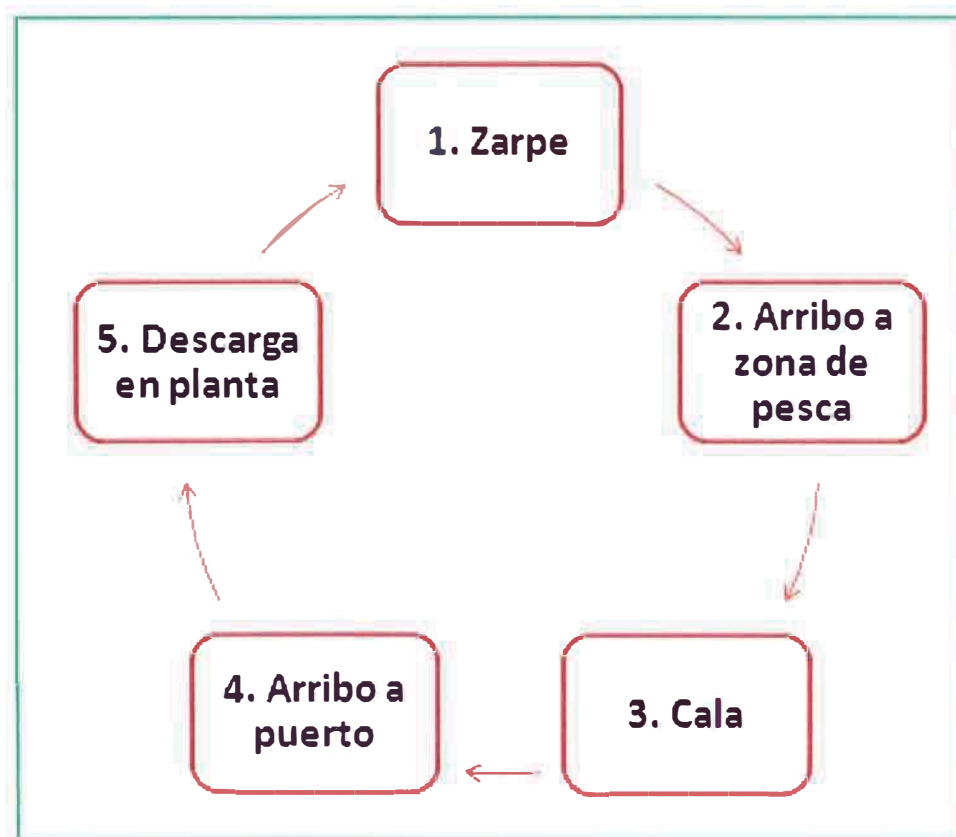 1. Zarpe
2. Arribo a
zona de
pesca
3. Cala
4. Arribo a
puerto
5. Descarga
en planta